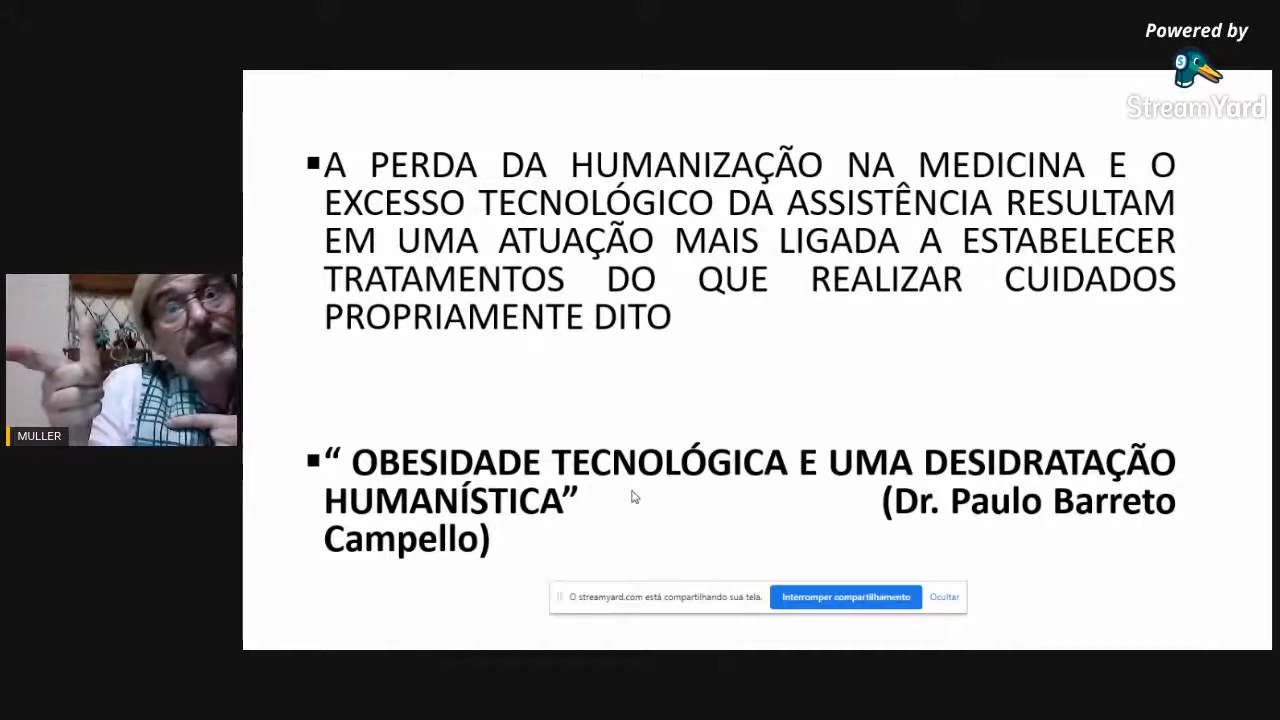 Powered by
StreamYard
▪A PERDA DA HUMANIZAÇÃO NA MEDICINA E O
EXCESSO TECNOLÓGICO DA ASSISTÊNCIA RESULTAM
EM UMA ATUAÇÃO MAIS LIGADA A ESTABELECER
TRATAMENTOS DO QUE REALIZAR CUIDADOS
PROPRIAMENTE DITO
MULLER
▪“ OBESIDADE TECNOLÓGICA E UMA DESIDRATAÇÃO
HUMANÍSTICA” (Dr. Paulo Barreto
Campello)
O streamyard.com está compartilhando sua tela. Interromper compartilhamento Ocultar